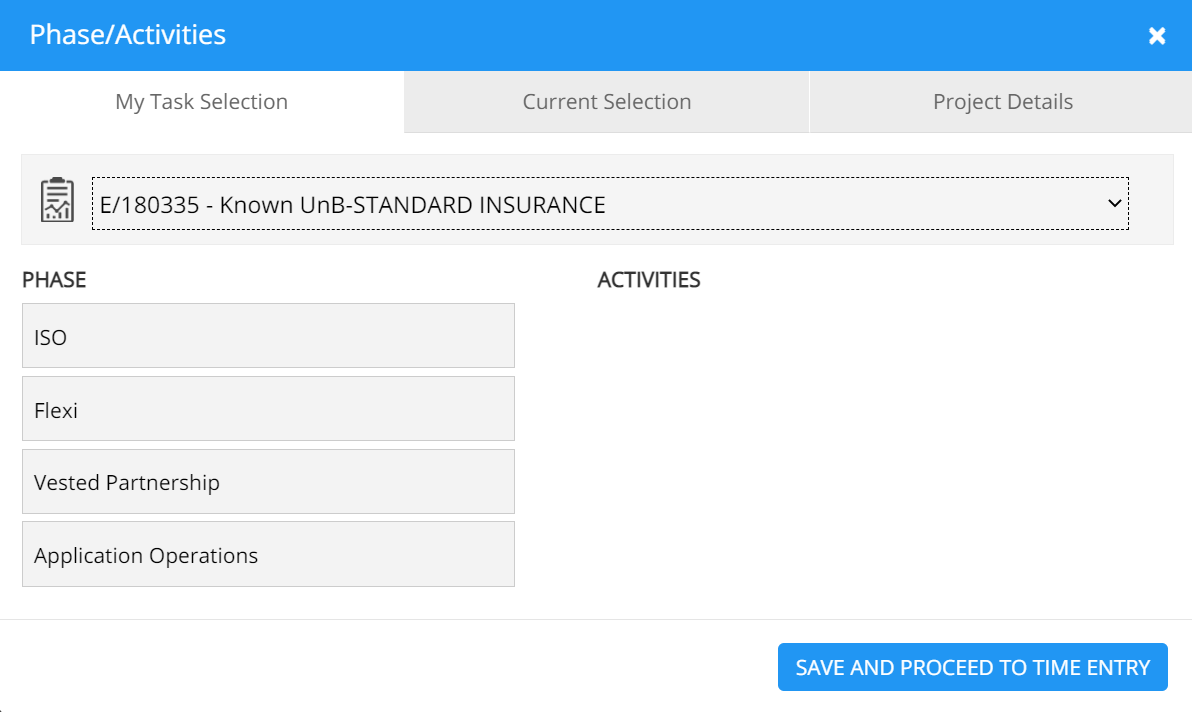 Phase/Activities
My Task Selection
Current Selection
Project Details
E/180335 - Known UnB-STANDARD INSURANCE
PHASE
ACTIVITIES
ISO
Flexi
Vested Partnership
Application Operations
SAVE AND PROCEED TO TIME ENTRY